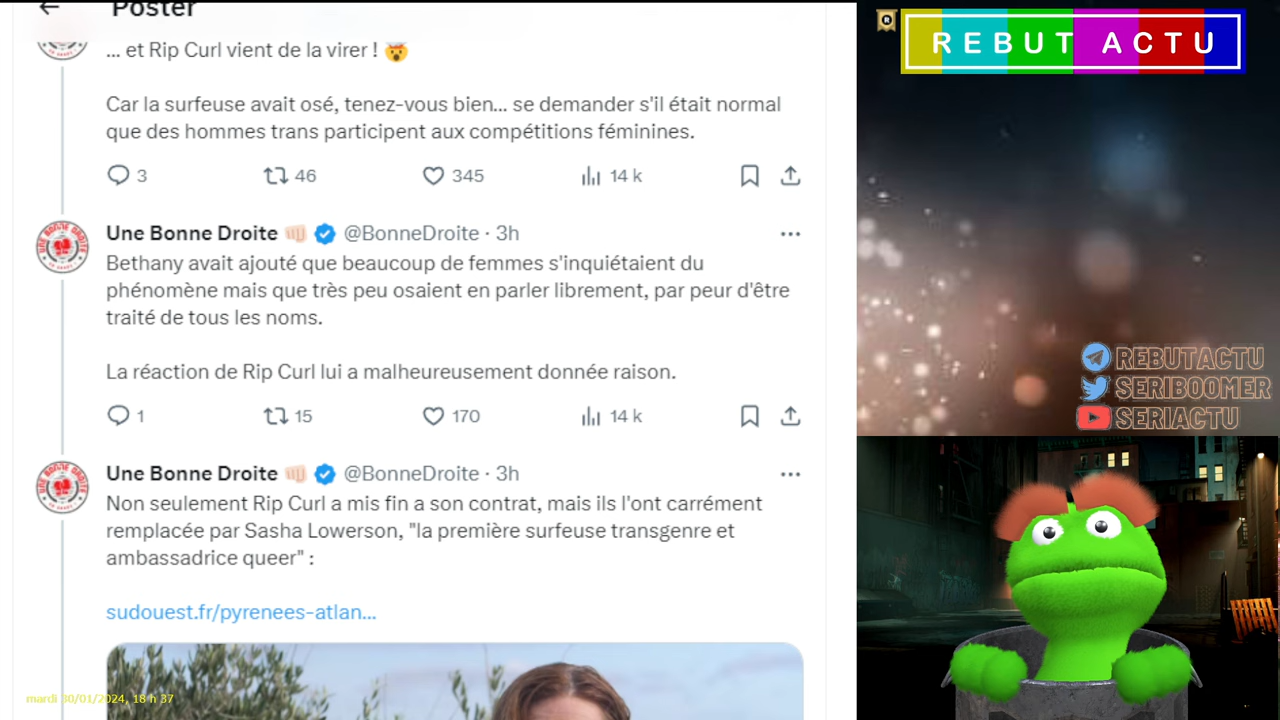 Poster
... et Rip Curl vient de la virer ! 🤯
Car la surfeuse avait osé, tenez-vous bien... se demander s'il était normal
que des hommes trans participent aux compétitions féminines.
3 46 345 14 k
Une Bonne Droite 👊🏻 @BonneDroite · 3h
Bethany avait ajouté que beaucoup de femmes s'inquiétaient du
phénomène mais que très peu osaient en parler librement, par peur d'être
traité de tous les noms.
La réaction de Rip Curl lui a malheureusement donnée raison.
1 15 170 14 k
Une Bonne Droite 👊🏻 @BonneDroite · 3h
Non seulement Rip Curl a mis fin a son contrat, mais ils l'ont carrément
remplacée par Sasha Lowerson, "la première surfeuse transgenre et
ambassadrice queer" :
sudouest.fr/pyrenees-atlan...
mardi 30/01/2024, 18 h 37
R
REBUT ACTU
REBUTACTU
SERIBOOMER
SERIACTU